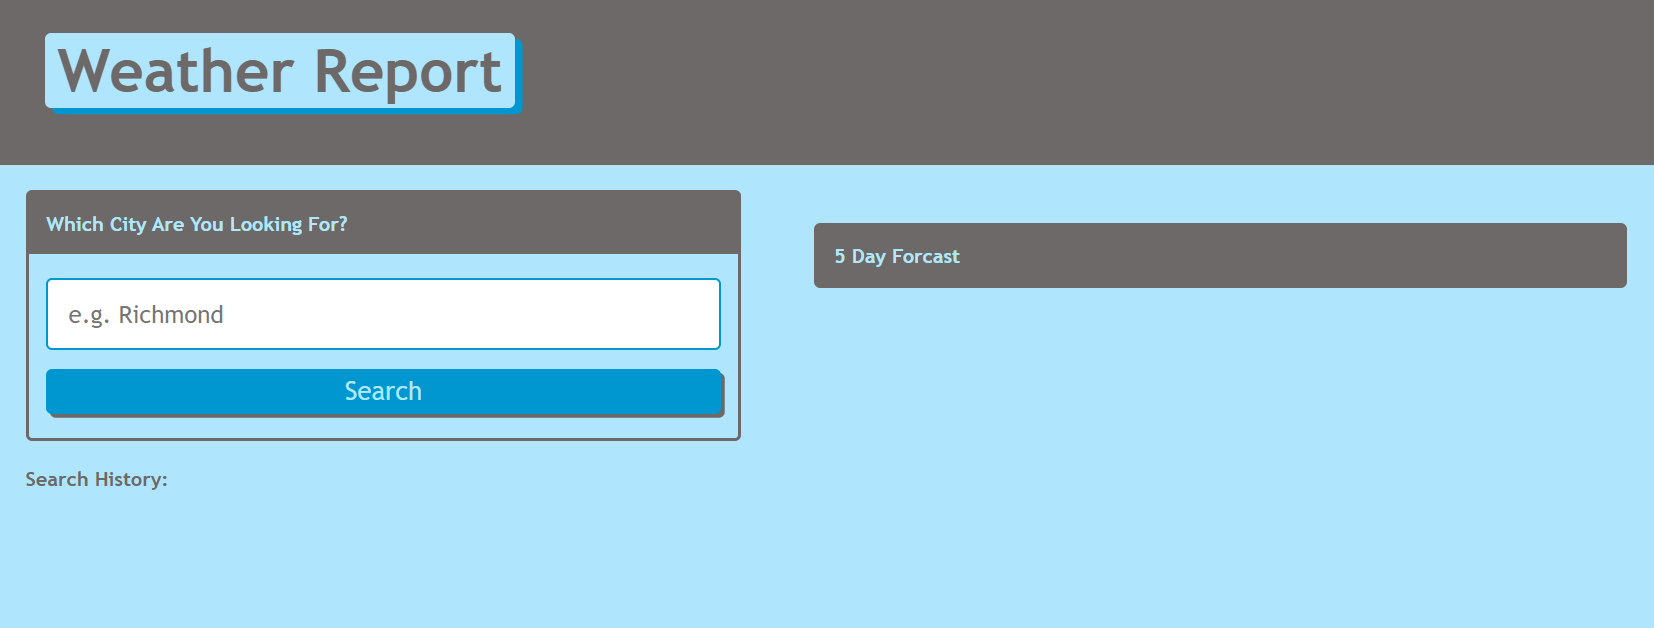 Weather Report
Which City Are You Looking For?
e.g. Richmond
Search
Search History:
5 Day Forcast